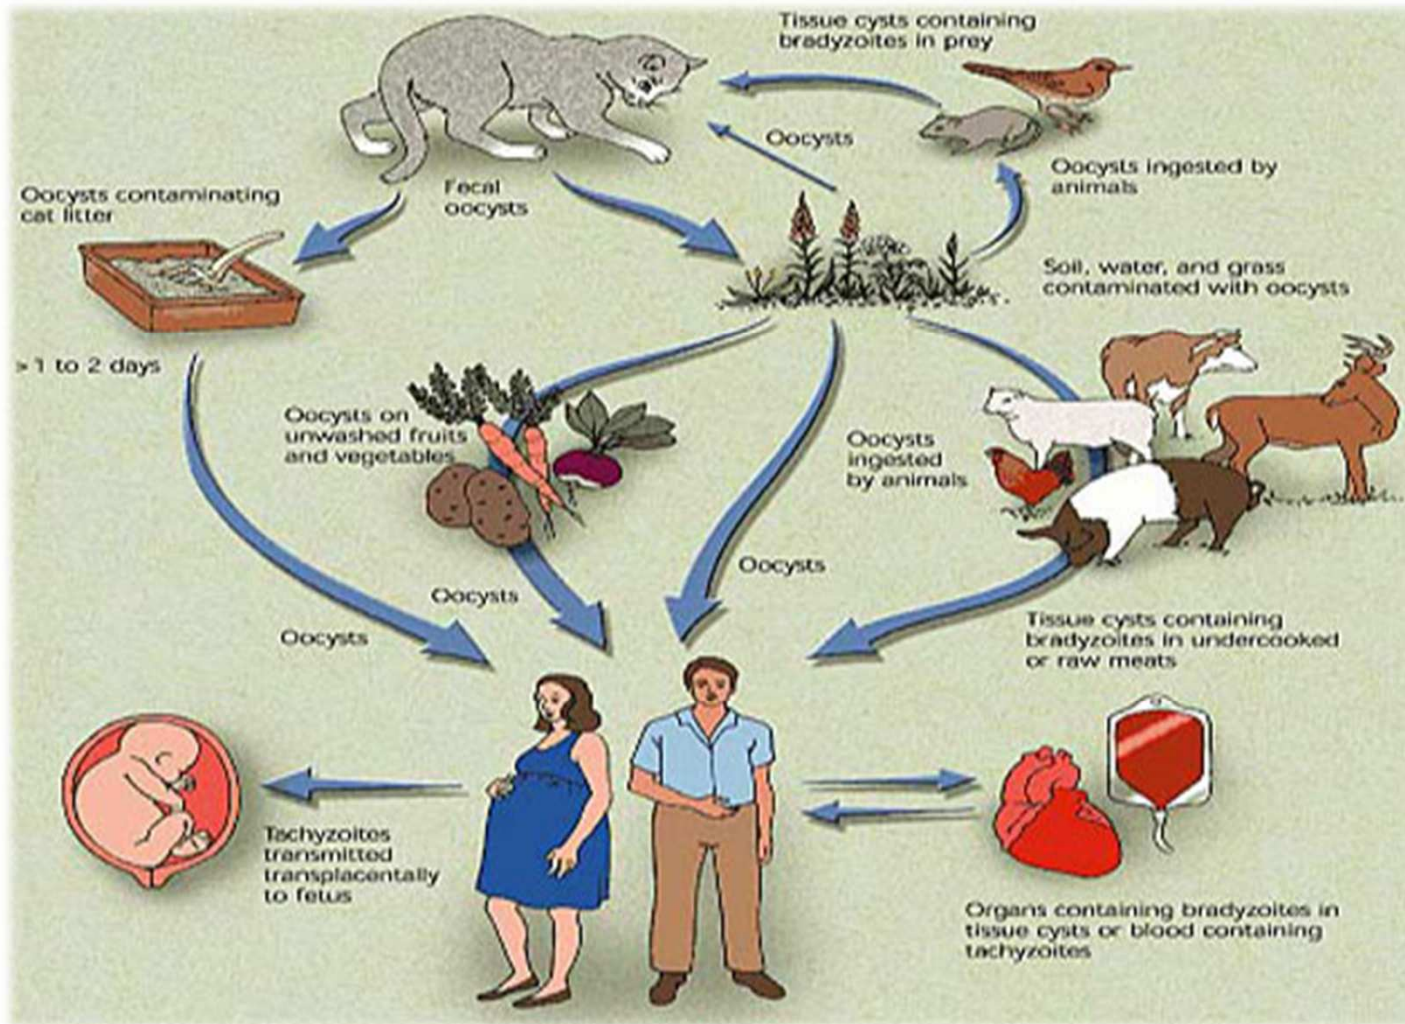 Tissue cysts containing
bradyzoites in prey
Oocysts
Oocysts ingested by
animals
Oocysts contaminating
cat litter
Fecal
oocysts
Soil, water, and grass
contaminated with oocysts
> 1 to 2 days
Oocysts on
unwashed fruits
and vegetables
Oocysts
ingested
by animals
Oocysts
Oocysts
Oocysts
Tissue cysts containing
bradyzoites in undercooked
or raw meats
Tachyzoites
transmitted
transplacentally
to fetus
Organs containing bradyzoites in
tissue cysts or blood containing
tachyzoites